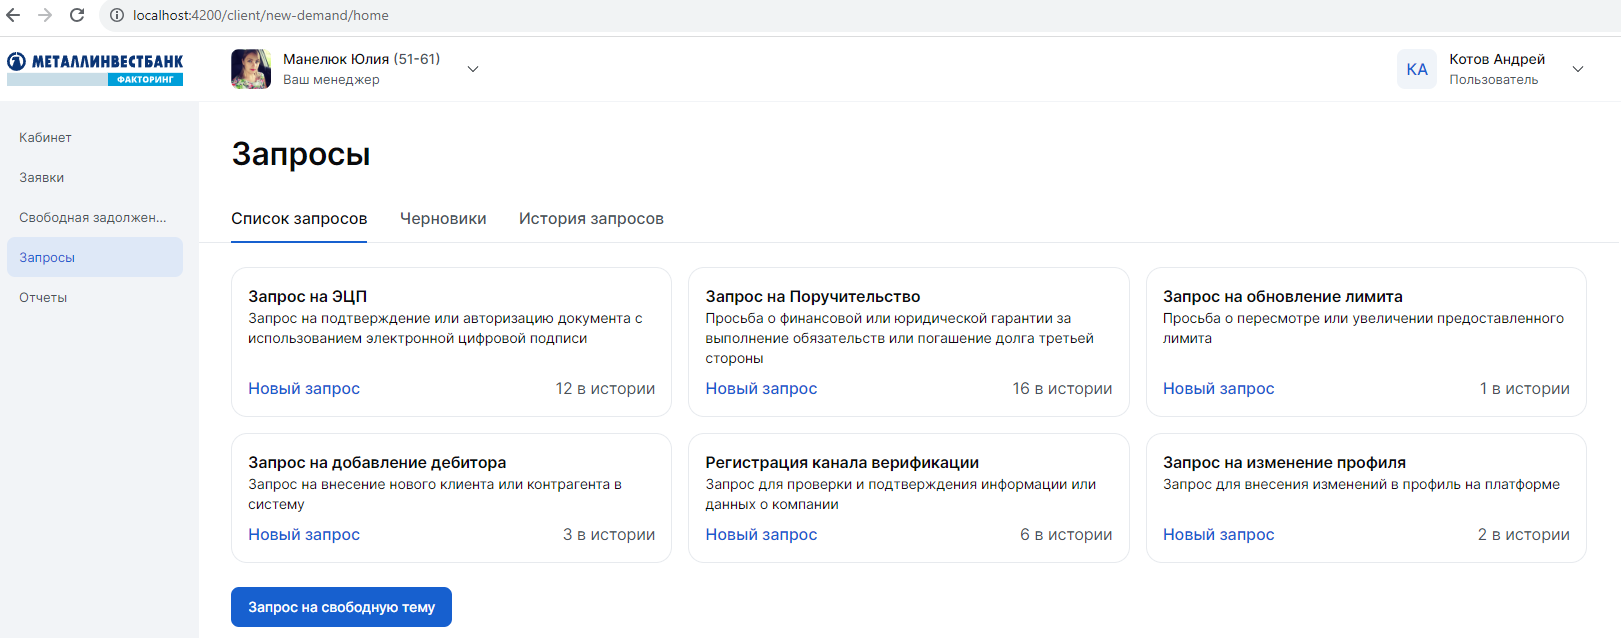 localhost:4200/client/new-demand/home
МЕТАЛЛИНВЕСТБАНК
ФАКТОРИНГ
Манелюк Юлия (51-61)
Ваш менеджер
КА
Котов Андрей
Пользователь
Кабинет
Заявки
Свободная задолжен...
Запросы
Отчеты
Запросы
Список запросов
Черновики
История запросов
Запрос на ЭЦП
Запрос на подтверждение или авторизацию документа с
использованием электронной цифровой подписи
Новый запрос
12 в истории
Запрос на Поручительство
Просьба о финансовой или юридической гарантии за
выполнение обязательств или погашение долга третьей
стороны
Новый запрос
16 в истории
Запрос на обновление лимита
Просьба о пересмотре или увеличении предоставленного
лимита
Новый запрос
1 в истории
Запрос на добавление дебитора
Запрос на внесение нового клиента или контрагента в
систему
Новый запрос
3 в истории
Регистрация канала верификации
Запрос для проверки и подтверждения информации или
данных о компании
Новый запрос
6 в истории
Запрос на изменение профиля
Запрос для внесения изменений в профиль на платформе
Новый запрос
2 в истории
Запрос на свободную тему